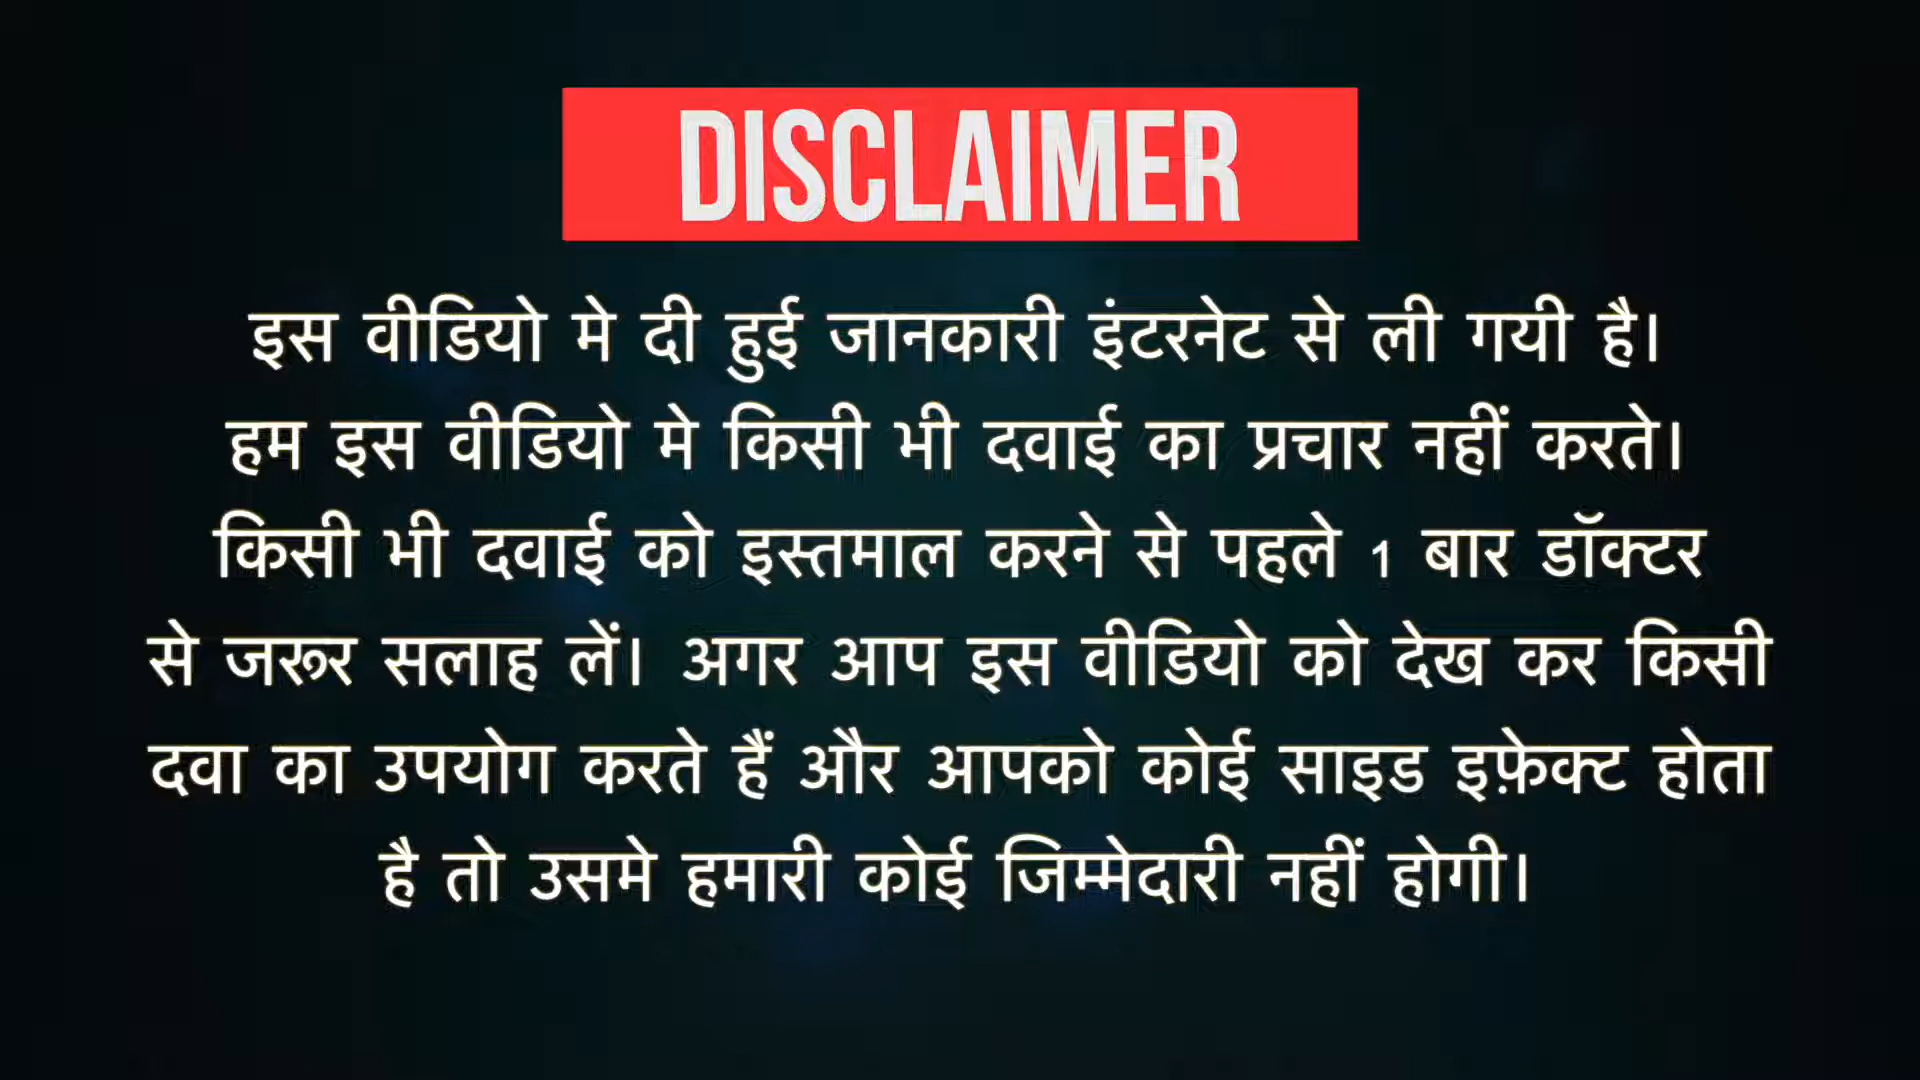 DISCLAIMER
इस वीडियो मे दी हुई जानकारी इंटरनेट से ली गयी है।
हम इस वीडियो मे किसी भी दवाई का प्रचार नहीं करते।
किसी भी दवाई को इस्तमाल करने से पहले 1 बार डॉक्टर
से जरूर सलाह लें। अगर आप इस वीडियो को देख कर किसी
दवा का उपयोग करते हैं और आपको कोई साइड इफ़ेक्ट होता
है तो उसमे हमारी कोई जिम्मेदारी नहीं होगी।